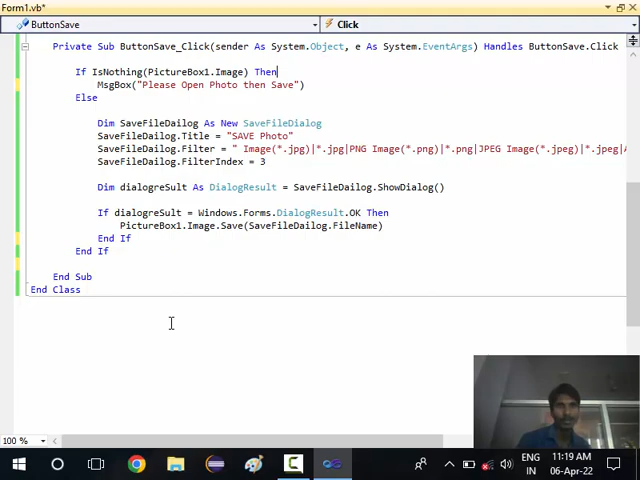 Form1.vb*
ButtonSave
Click
Private Sub ButtonSave_Click(sender As System.Object, e As System.EventArgs) Handles ButtonSave.Click
If IsNothing(PictureBox1.Image) Then
MsgBox("Please Open Photo then Save")
Else
Dim SaveFileDailog As New SaveFileDialog
SaveFileDailog.Title = "SAVE Photo"
SaveFileDailog.Filter = " Image(*.jpg)|*.jpg|PNG Image(*.png)|*.png|JPEG Image(*.jpeg)|*.jpeg|A
SaveFileDailog.FilterIndex = 3
Dim dialogreSult As DialogResult = SaveFileDailog.ShowDialog()
If dialogreSult = Windows.Forms.DialogResult.OK Then
PictureBox1.Image.Save(SaveFileDailog.FileName)
End If
End If
End Sub
End Class
100 %
ENG
11:19 AM
IN
06-Apr-22